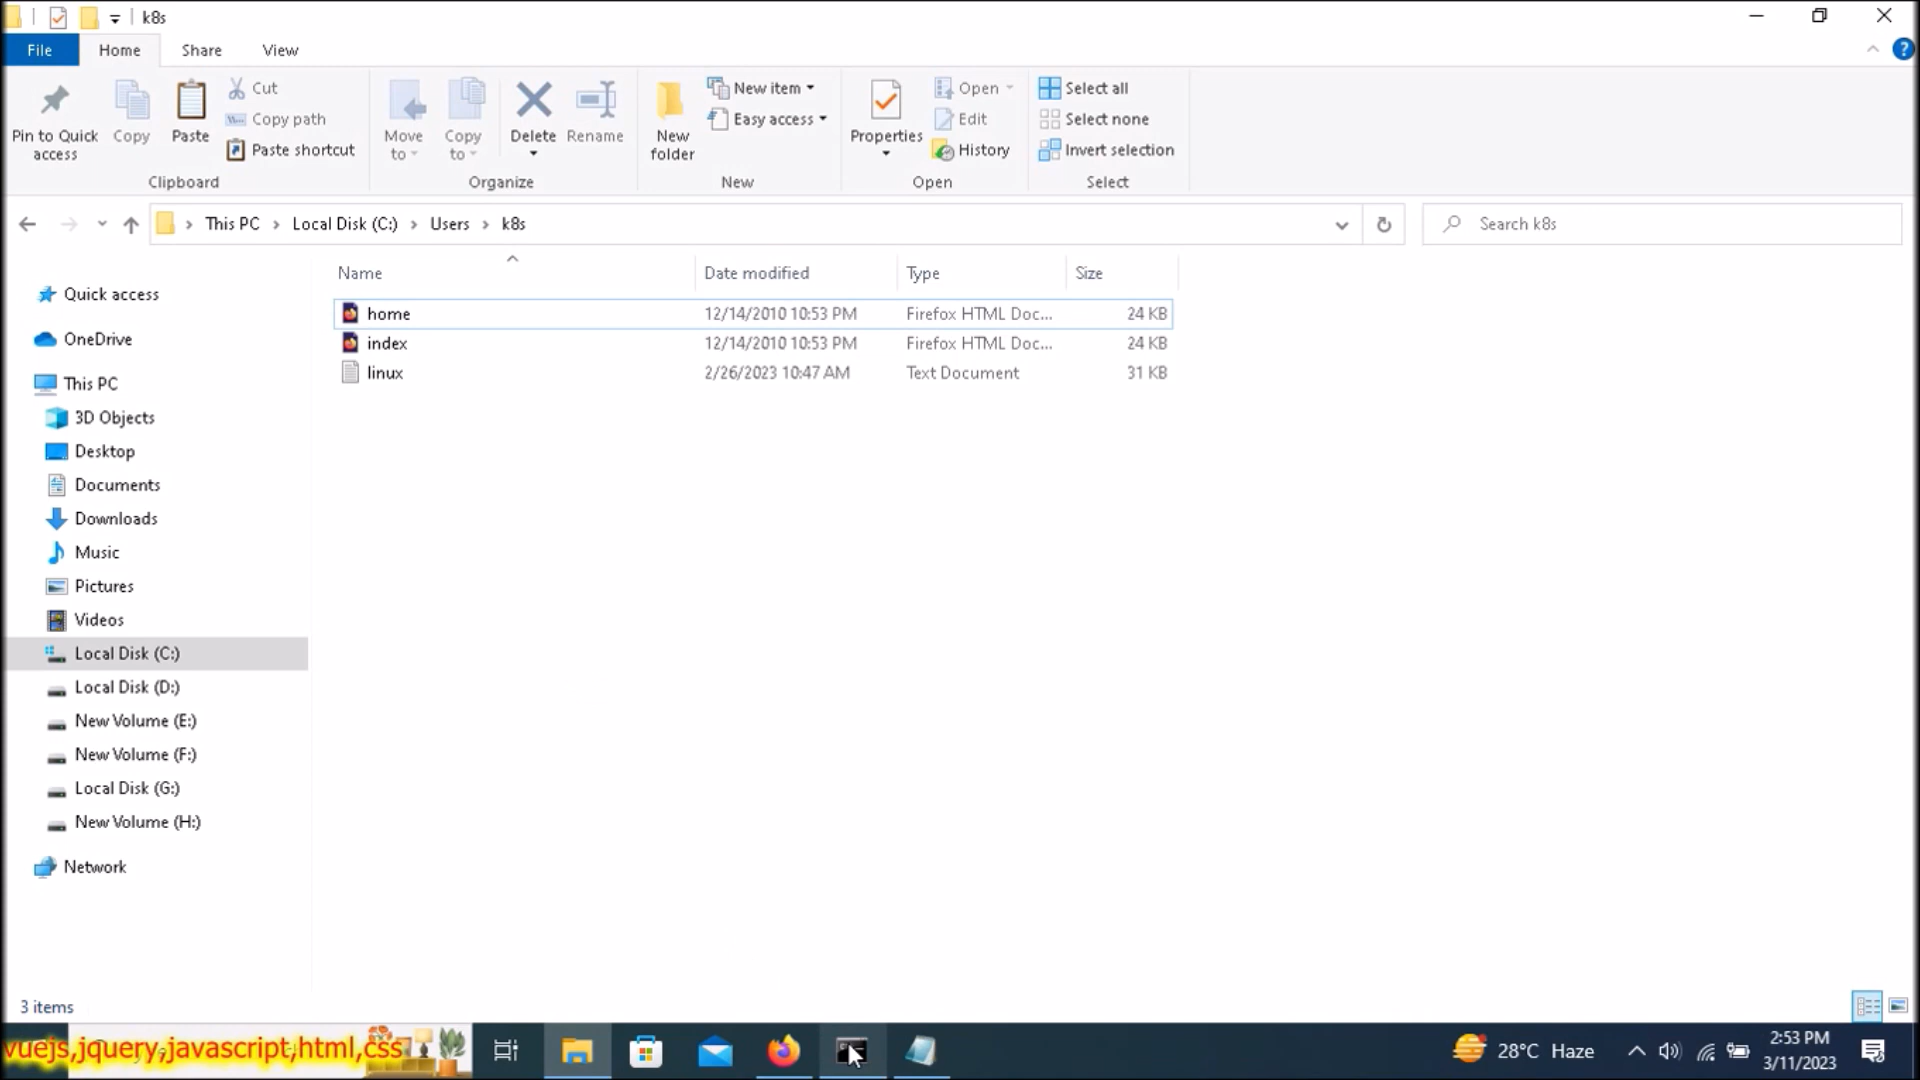 k8s
File Home Share View
Pin to Quick access
Copy
Paste
Cut
Copy path
Paste shortcut
Clipboard
Move to
Copy to
Delete
Rename
Organize
New folder
New item
Easy access
New
Properties
Open
Edit
History
Open
Select all
Select none
Invert selection
Select
This PC Local Disk (C:) Users k8s
Search k8s
Quick access
OneDrive
This PC
3D Objects
Desktop
Documents
Downloads
Music
Pictures
Videos
Local Disk (C:)
Local Disk (D:)
New Volume (E:)
New Volume (F:)
Local Disk (G:)
New Volume (H:)
Network
Name Date modified Type Size
home 12/14/2010 10:53 PM Firefox HTML Doc... 24 KB
index 12/14/2010 10:53 PM Firefox HTML Doc... 24 KB
linux 2/26/2023 10:47 AM Text Document 31 KB
3 items
vuejs,jquery,javascript,html,css
28°C Haze
2:53 PM
3/11/2023